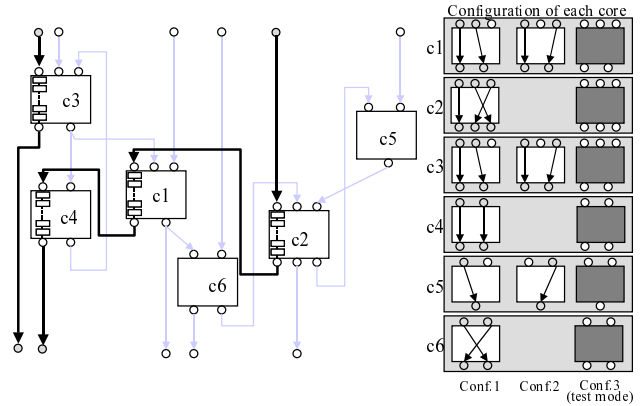 Configuration of each core
c3
c5
c1
c4
c2
c6
c1
c2
c3
c4
c5
c6
Conf.1 Conf.2 Conf.3
(test mode)